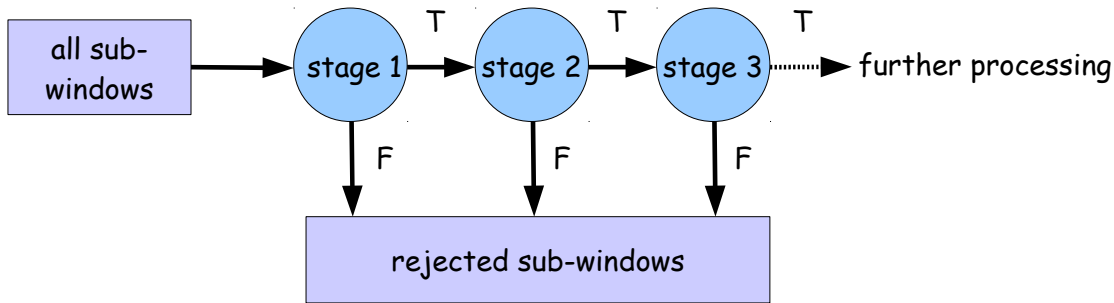 T T T
all sub-
windows
stage 1 stage 2 stage 3 further processing
F F F
rejected sub-windows